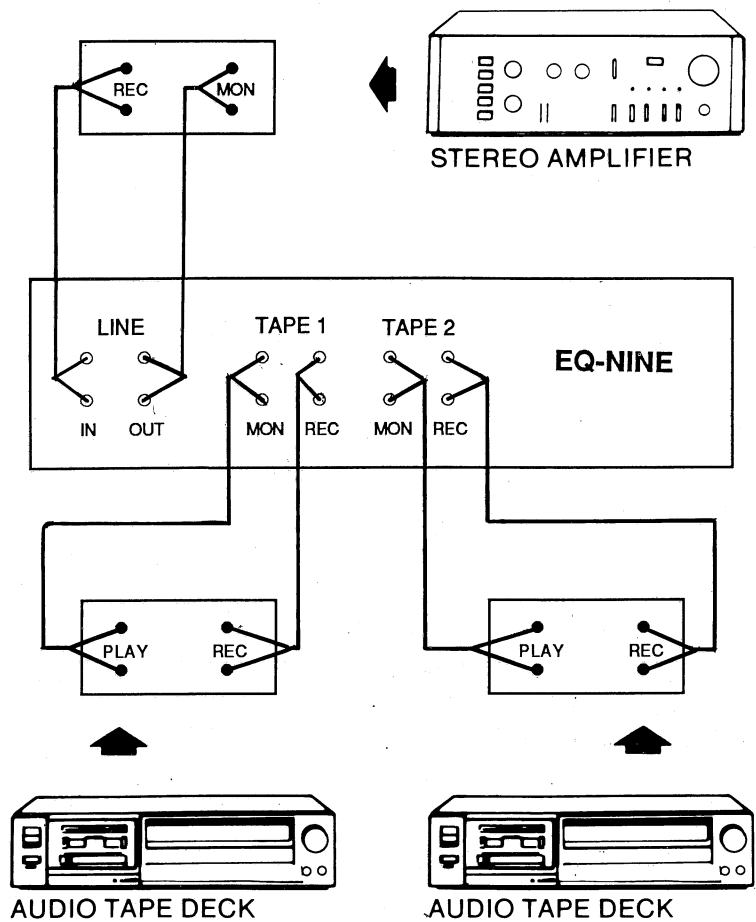 REC MON
STEREO AMPLIFIER
LINE TAPE 1 TAPE 2
EQ-NINE
IN OUT MON REC MON REC
PLAY REC PLAY REC
AUDIO TAPE DECK AUDIO TAPE DECK